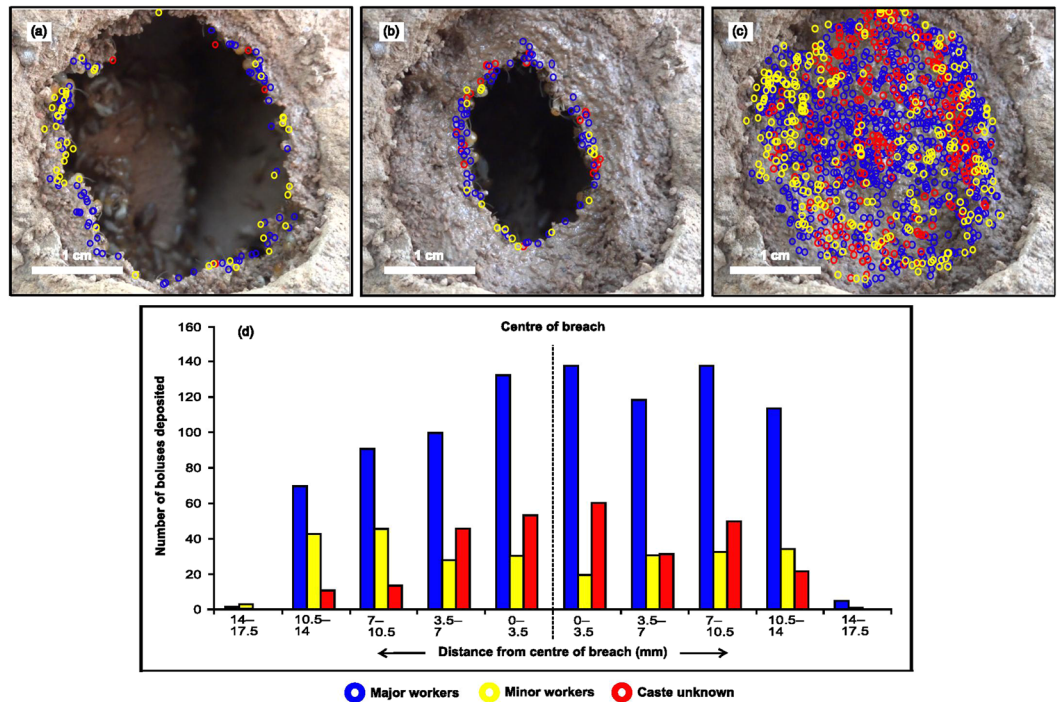 (a)
(b)
(c)
1 cm
1 cm
1 cm
(d)
Centre of breach
160
140
120
100
80
60
40
20
0
Number of boluses deposited
14–
17.5
10.5–
14
7–
10.5
3.5–
7
0–
3.5
0–
3.5
3.5–
7
7–
10.5
10.5–
14
14–
17.5
Distance from centre of breach (mm)
Major workers
Minor workers
Caste unknown